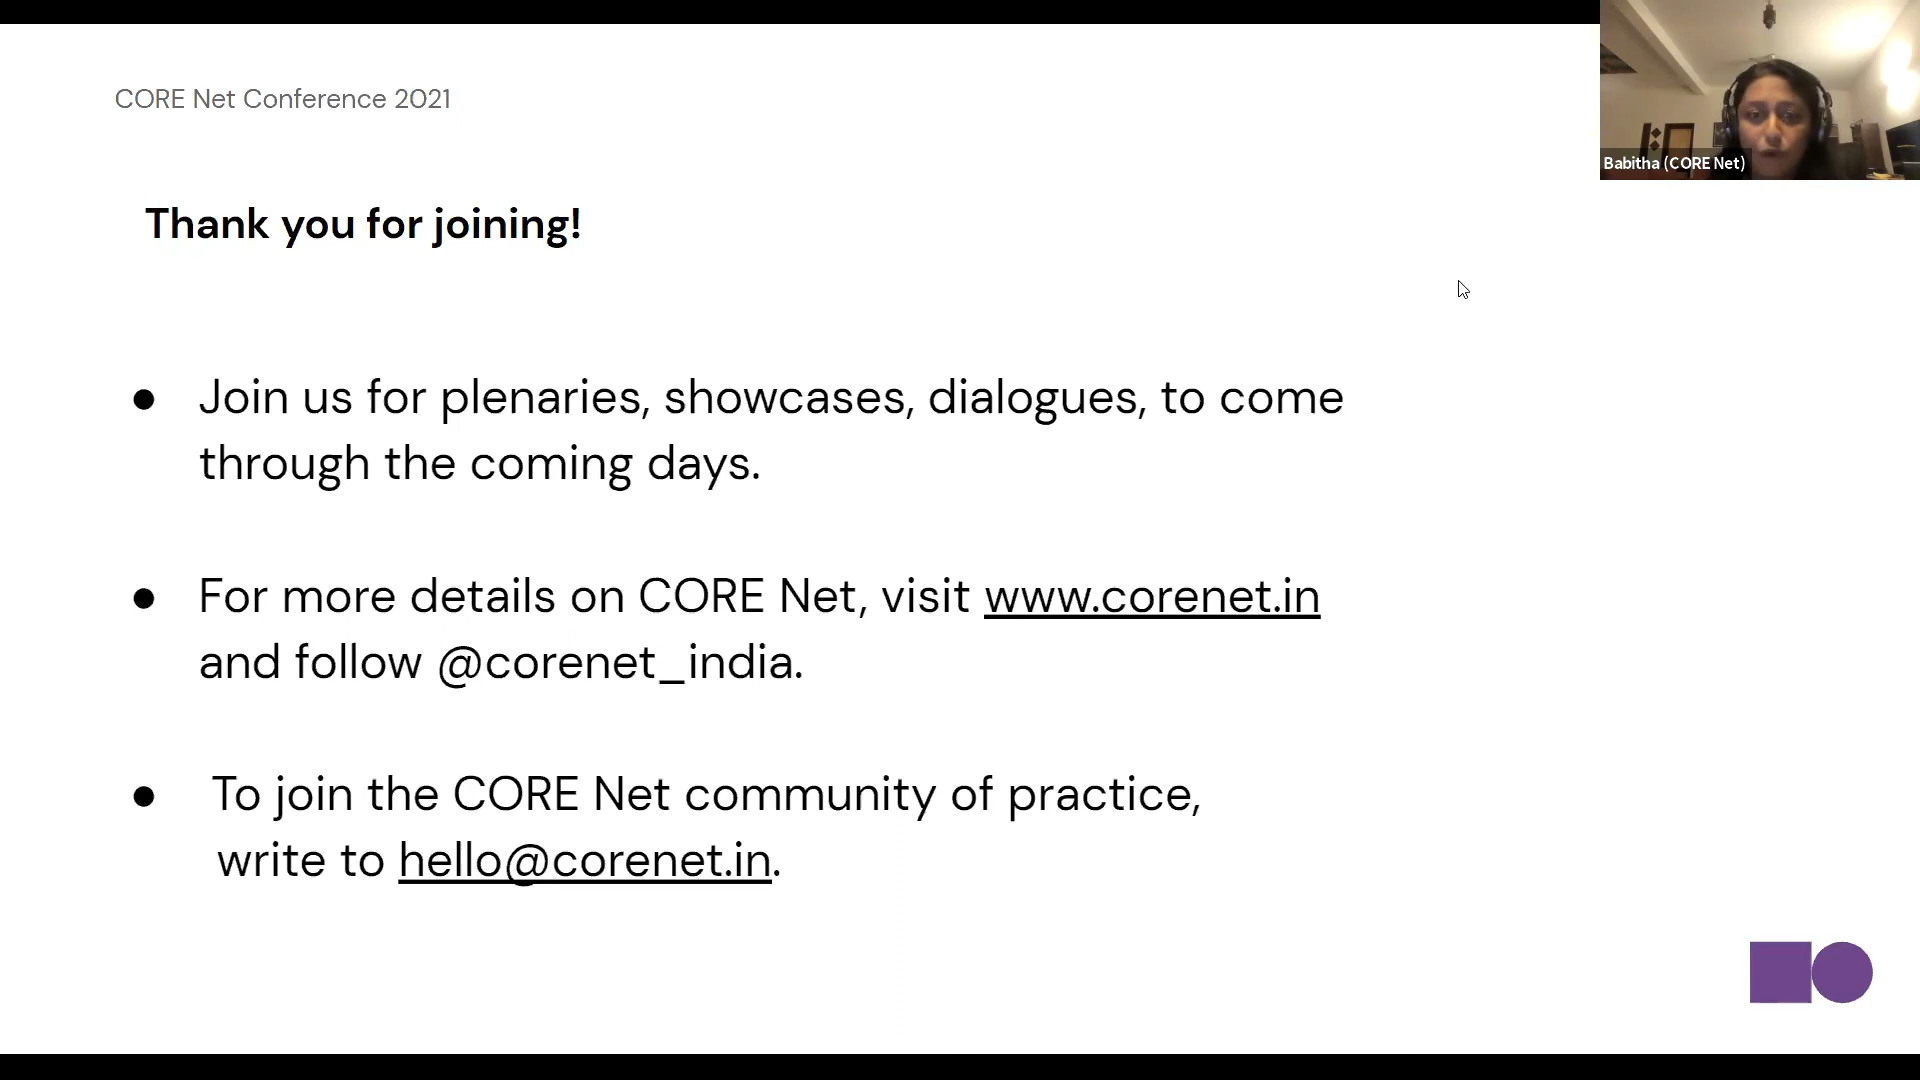 CORE Net Conference 2021
Babitha (CORE Net)
Thank you for joining!
● Join us for plenaries, showcases, dialogues, to come
through the coming days.
● For more details on CORE Net, visit www.corenet.in
and follow @corenet_india.
● To join the CORE Net community of practice,
write to hello@corenet.in.